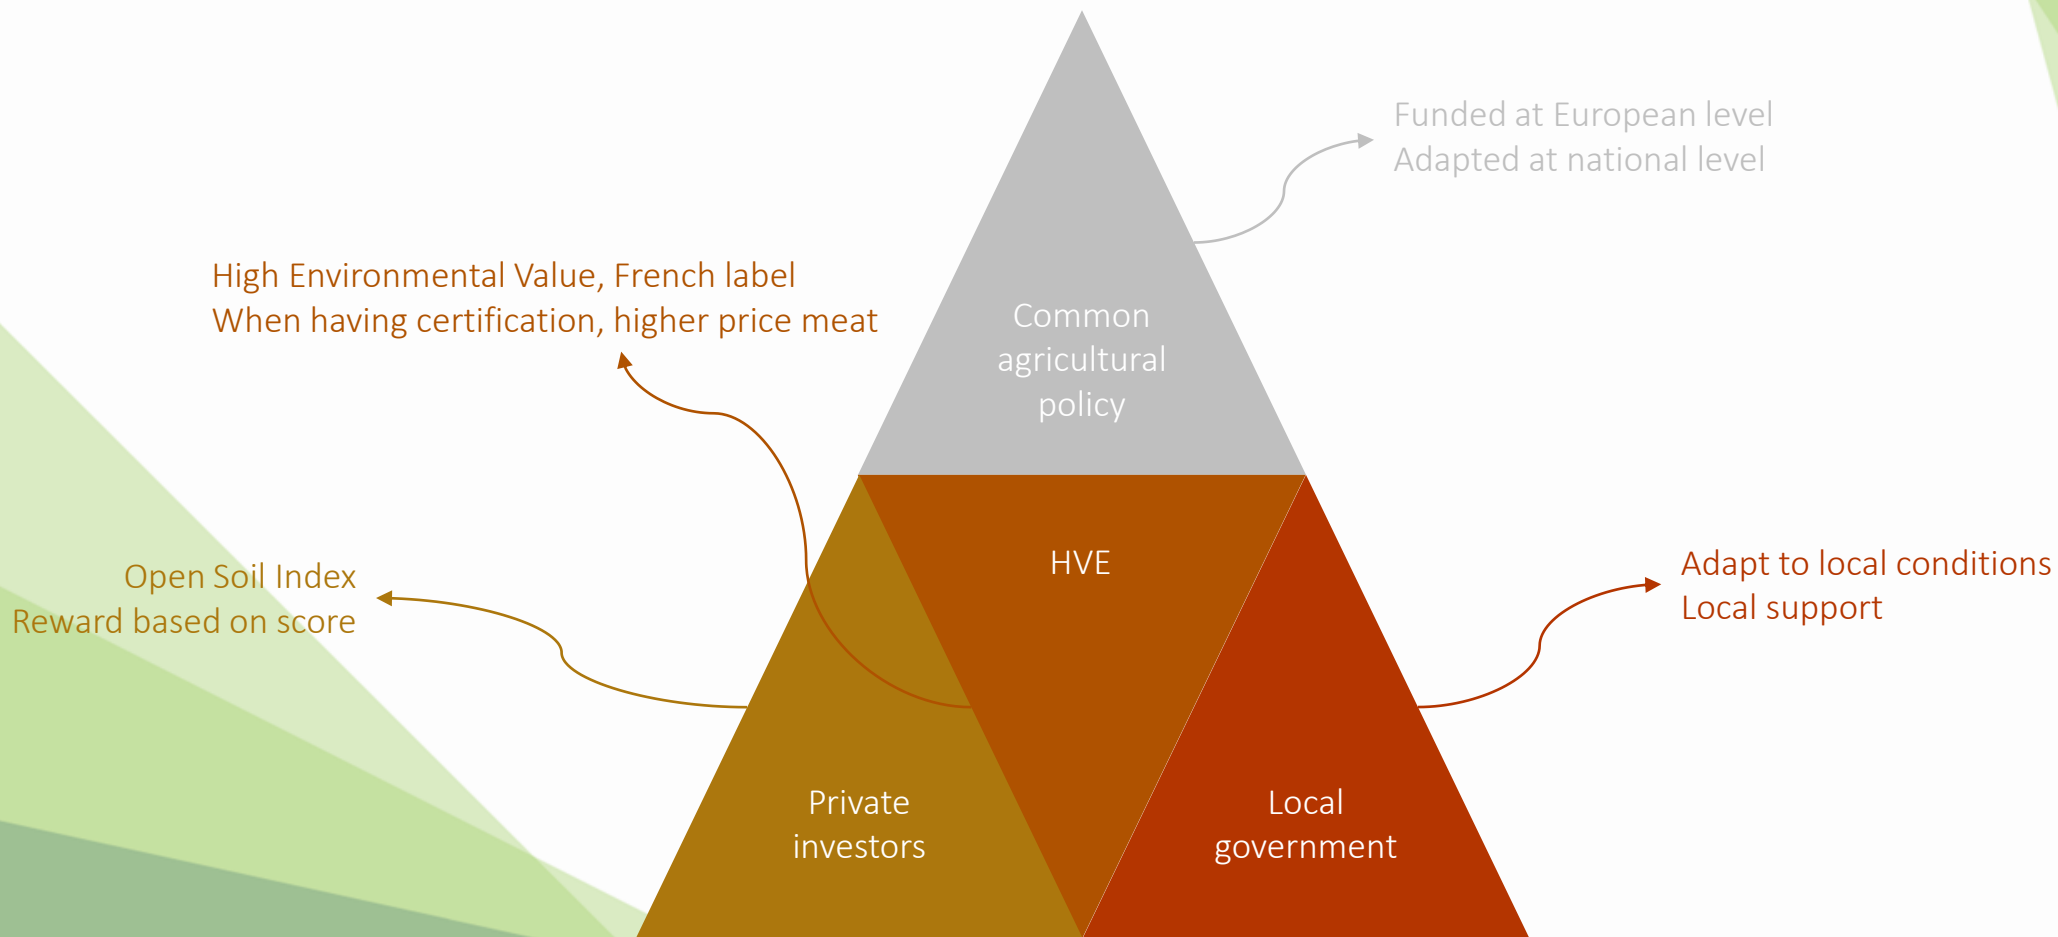 Funded at European level
Adapted at national level
High Environmental Value, French label
When having certification, higher price meat
Common
agricultural
policy
HVE
Open Soil Index
Reward based on score
Adapt to local conditions
Local support
Private
investors
Local
government